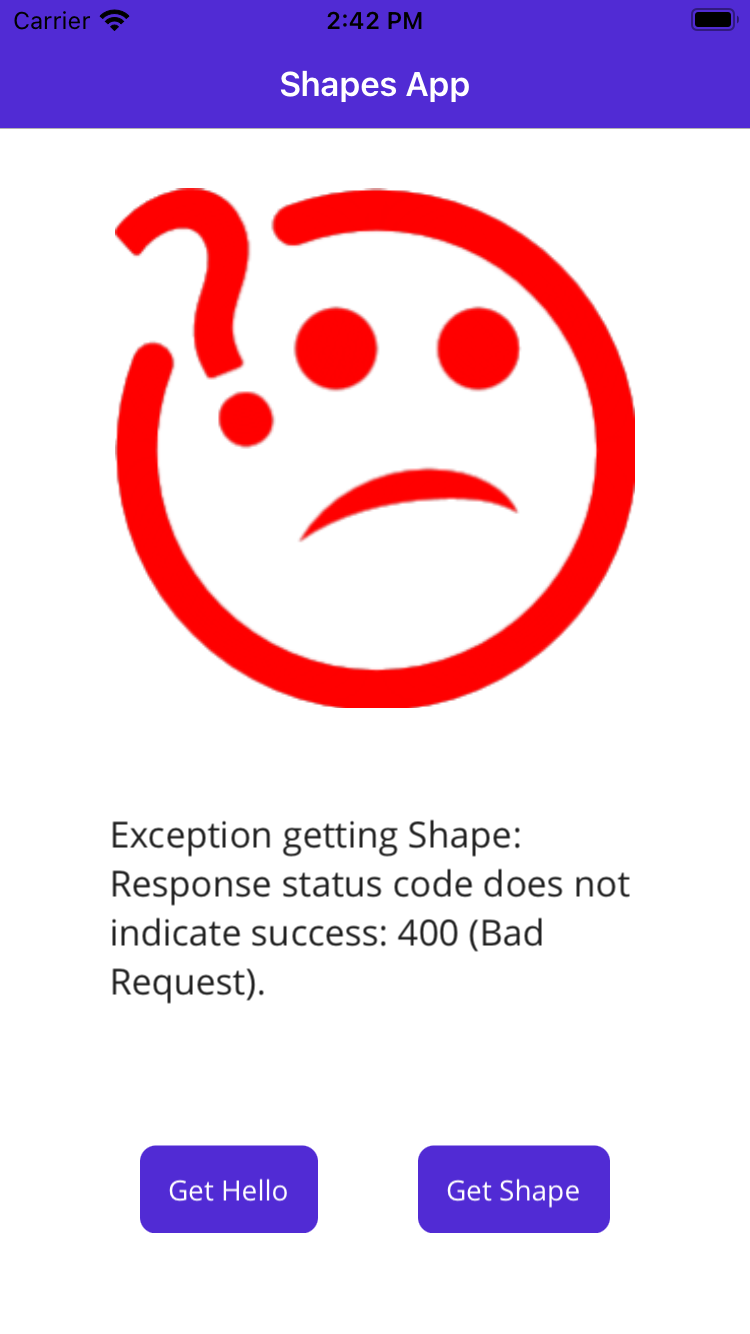 Carrier
2:42 PM
Shapes App
?
Exception getting Shape:
Response status code does not
indicate success: 400 (Bad
Request).
Get Hello
Get Shape